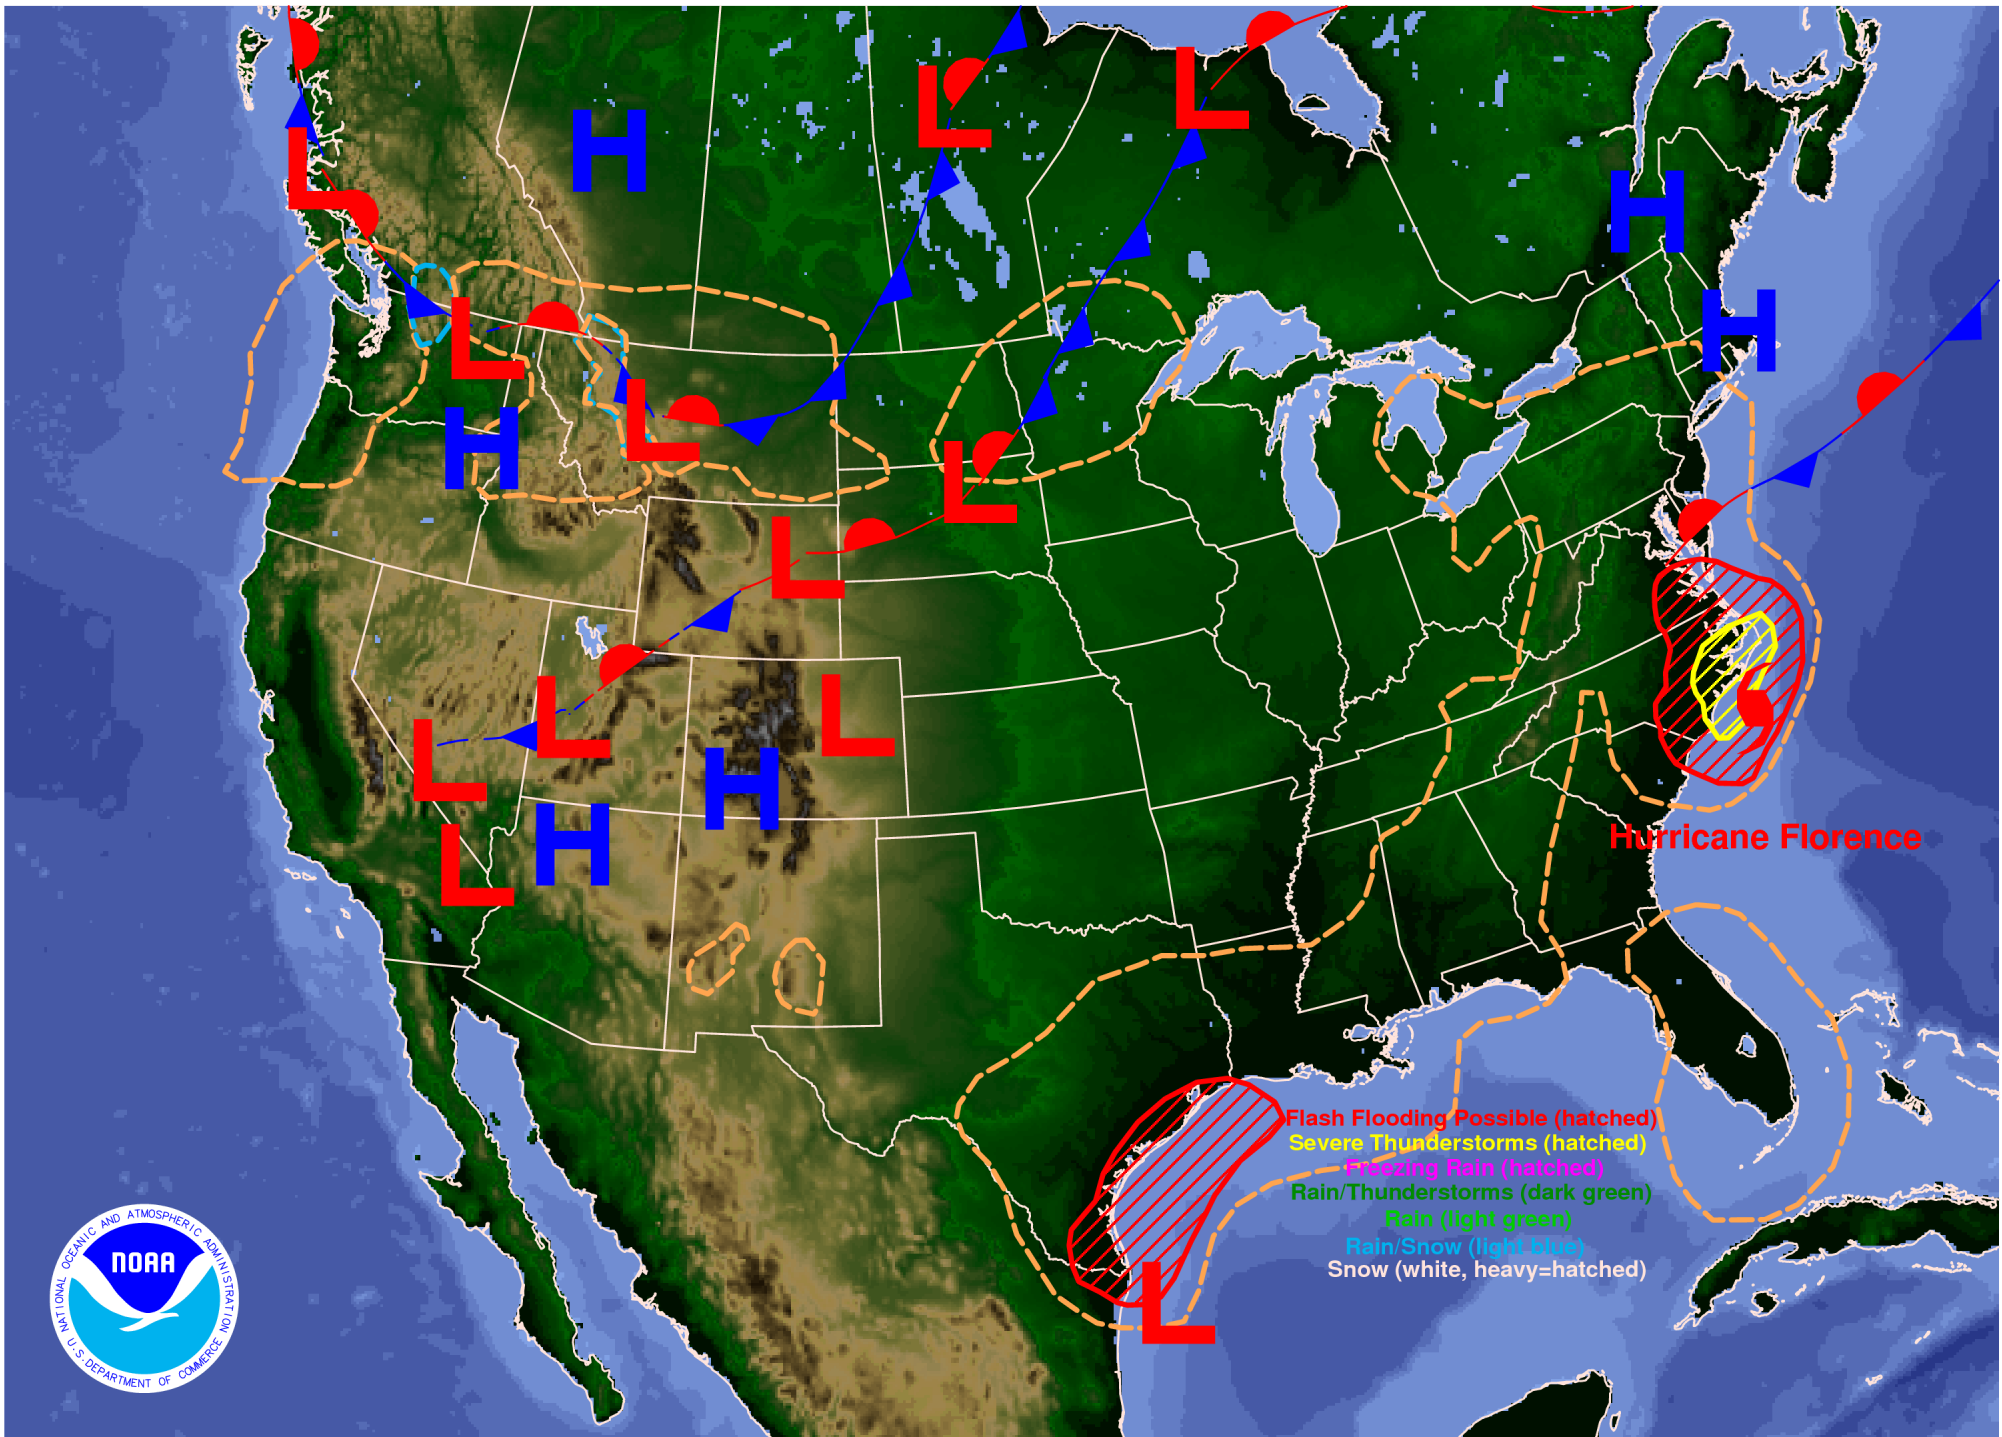 L
H
L
L
H
H
L
L
H
L
L
L
L
L
L
H
H
L
Hurricane Florence
Flash Flooding Possible (hatched)
Severe Thunderstorms (hatched)
Freezing Rain (hatched)
Rain/Thunderstorms (dark green)
Rain (light green)
Rain/Snow (light blue)
Snow (white, heavy=hatched)
L
NATIONAL OCEANIC AND ATMOSPHERIC ADMINISTRATION
NOAA
U.S. DEPARTMENT OF COMMERCE